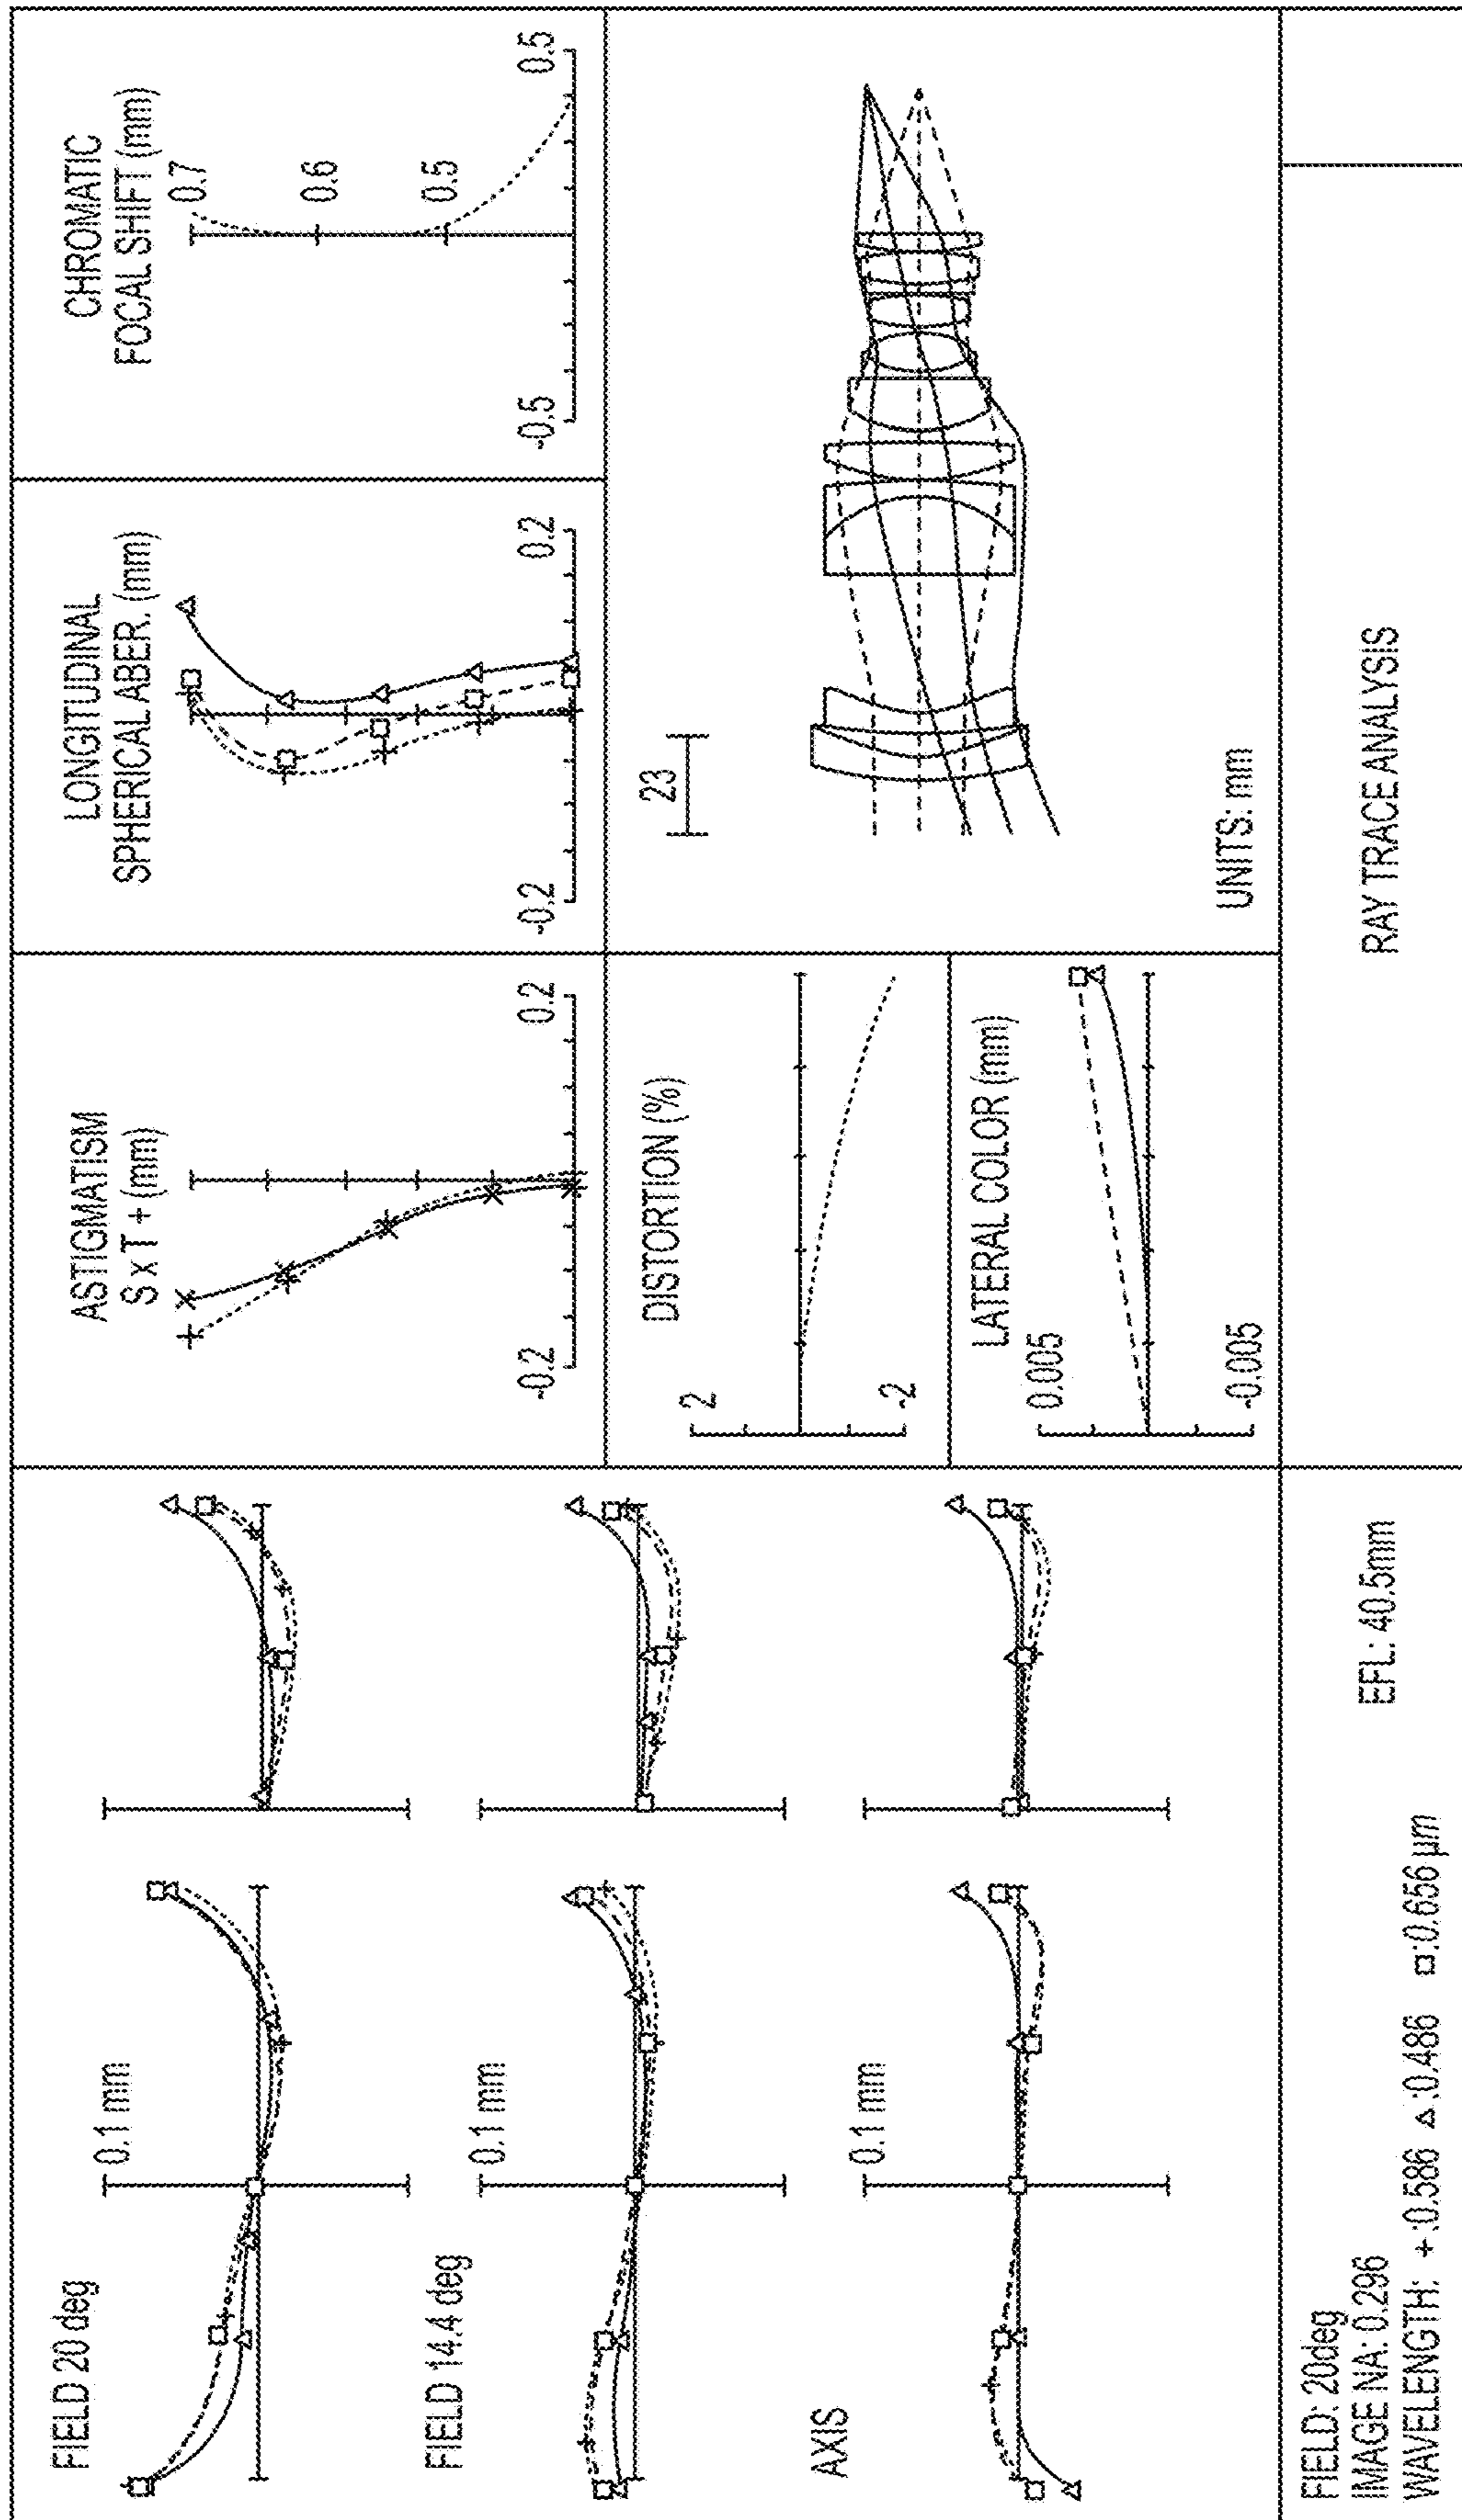 FIELD 20 deg
0.1 mm
FIELD 14.4 deg
0.1 mm
AXIS
0.1 mm
ASTIGMATISM
S x T + (mm)
-0.2
0.2
LONGITUDINAL
SPHERICAL ABER. (mm)
-0.2
0.2
CHROMATIC
FOCAL SHIFT (mm)
0.7
0.6
0.5
-0.5
0.5
DISTORTION (%)
2
-2
LATERAL COLOR (mm)
0.005
-0.005
23
UNITS: mm
FIELD: 20deg
IMAGE NA: 0.296
EFL: 40.5mm
WAVELENGTH: +:0.586 △:0.486 □:0.656 µm
RAY TRACE ANALYSIS